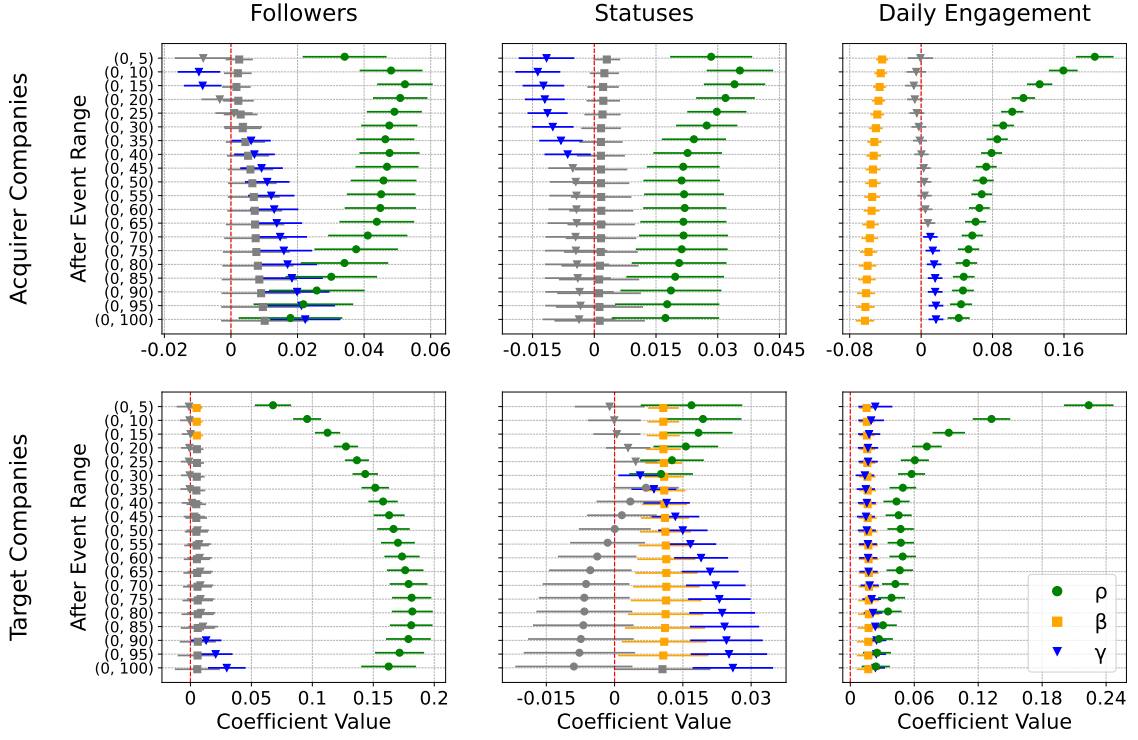 Followers
Statuses
Daily Engagement
Acquirer Companies
After Event Range
(0, 5)
(0, 10)
(0, 15)
(0, 20)
(0, 25)
(0, 30)
(0, 35)
(0, 40)
(0, 45)
(0, 50)
(0, 55)
(0, 60)
(0, 65)
(0, 70)
(0, 75)
(0, 80)
(0, 85)
(0, 90)
(0, 95)
(0, 100)
-0.02 0 0.02 0.04 0.06
-0.015 0 0.015 0.03 0.045
-0.08 0 0.08 0.16
Target Companies
After Event Range
(0, 5)
(0, 10)
(0, 15)
(0, 20)
(0, 25)
(0, 30)
(0, 35)
(0, 40)
(0, 45)
(0, 50)
(0, 55)
(0, 60)
(0, 65)
(0, 70)
(0, 75)
(0, 80)
(0, 85)
(0, 90)
(0, 95)
(0, 100)
ρ
β
γ
0 0.05 0.1 0.15 0.2
-0.015 0 0.015 0.03
0 0.06 0.12 0.18 0.24
Coefficient Value
Coefficient Value
Coefficient Value